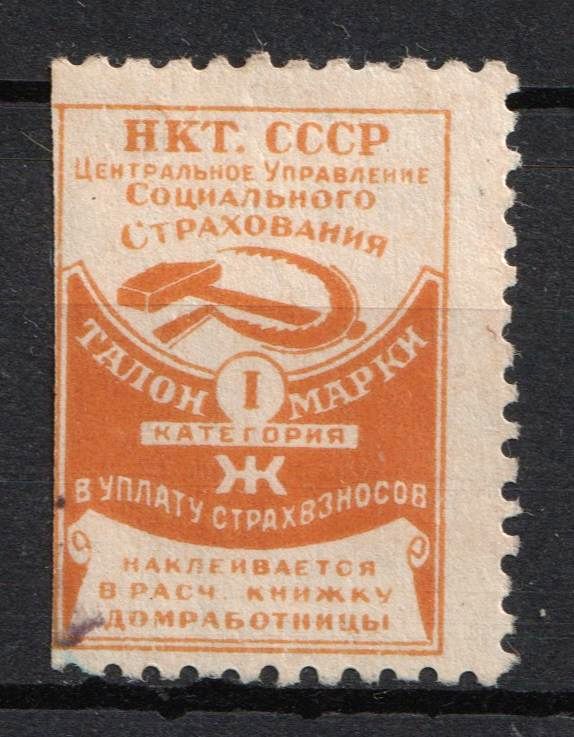 НКТ. СССР
ЦЕНТРАЛЬНОЕ УПРАВЛЕНИЕ
СОЦИАЛЬНОГО
СТРАХОВАНИЯ
ТАЛОН I МАРКИ
КАТЕГОРИЯ
Ж
В УПЛАТУ СТРАХВЗНОСОВ
НАКЛЕИВАЕТСЯ
В РАСЧ. КНИЖКУ
ДОМРАБОТНИЦЫ